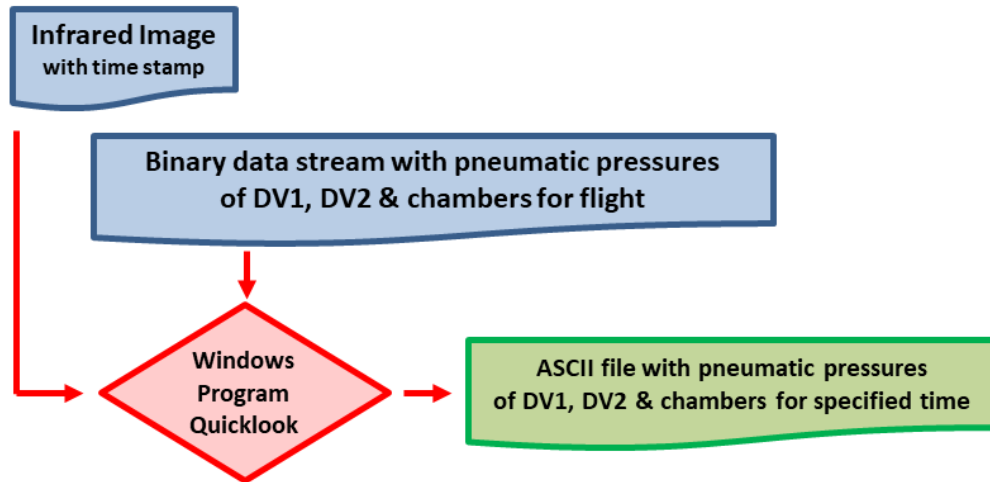 Infrared Image
with time stamp
Binary data stream with pneumatic pressures
of DV1, DV2 & chambers for flight
Windows
Program
Quicklook
ASCII file with pneumatic pressures
of DV1, DV2 & chambers for specified time